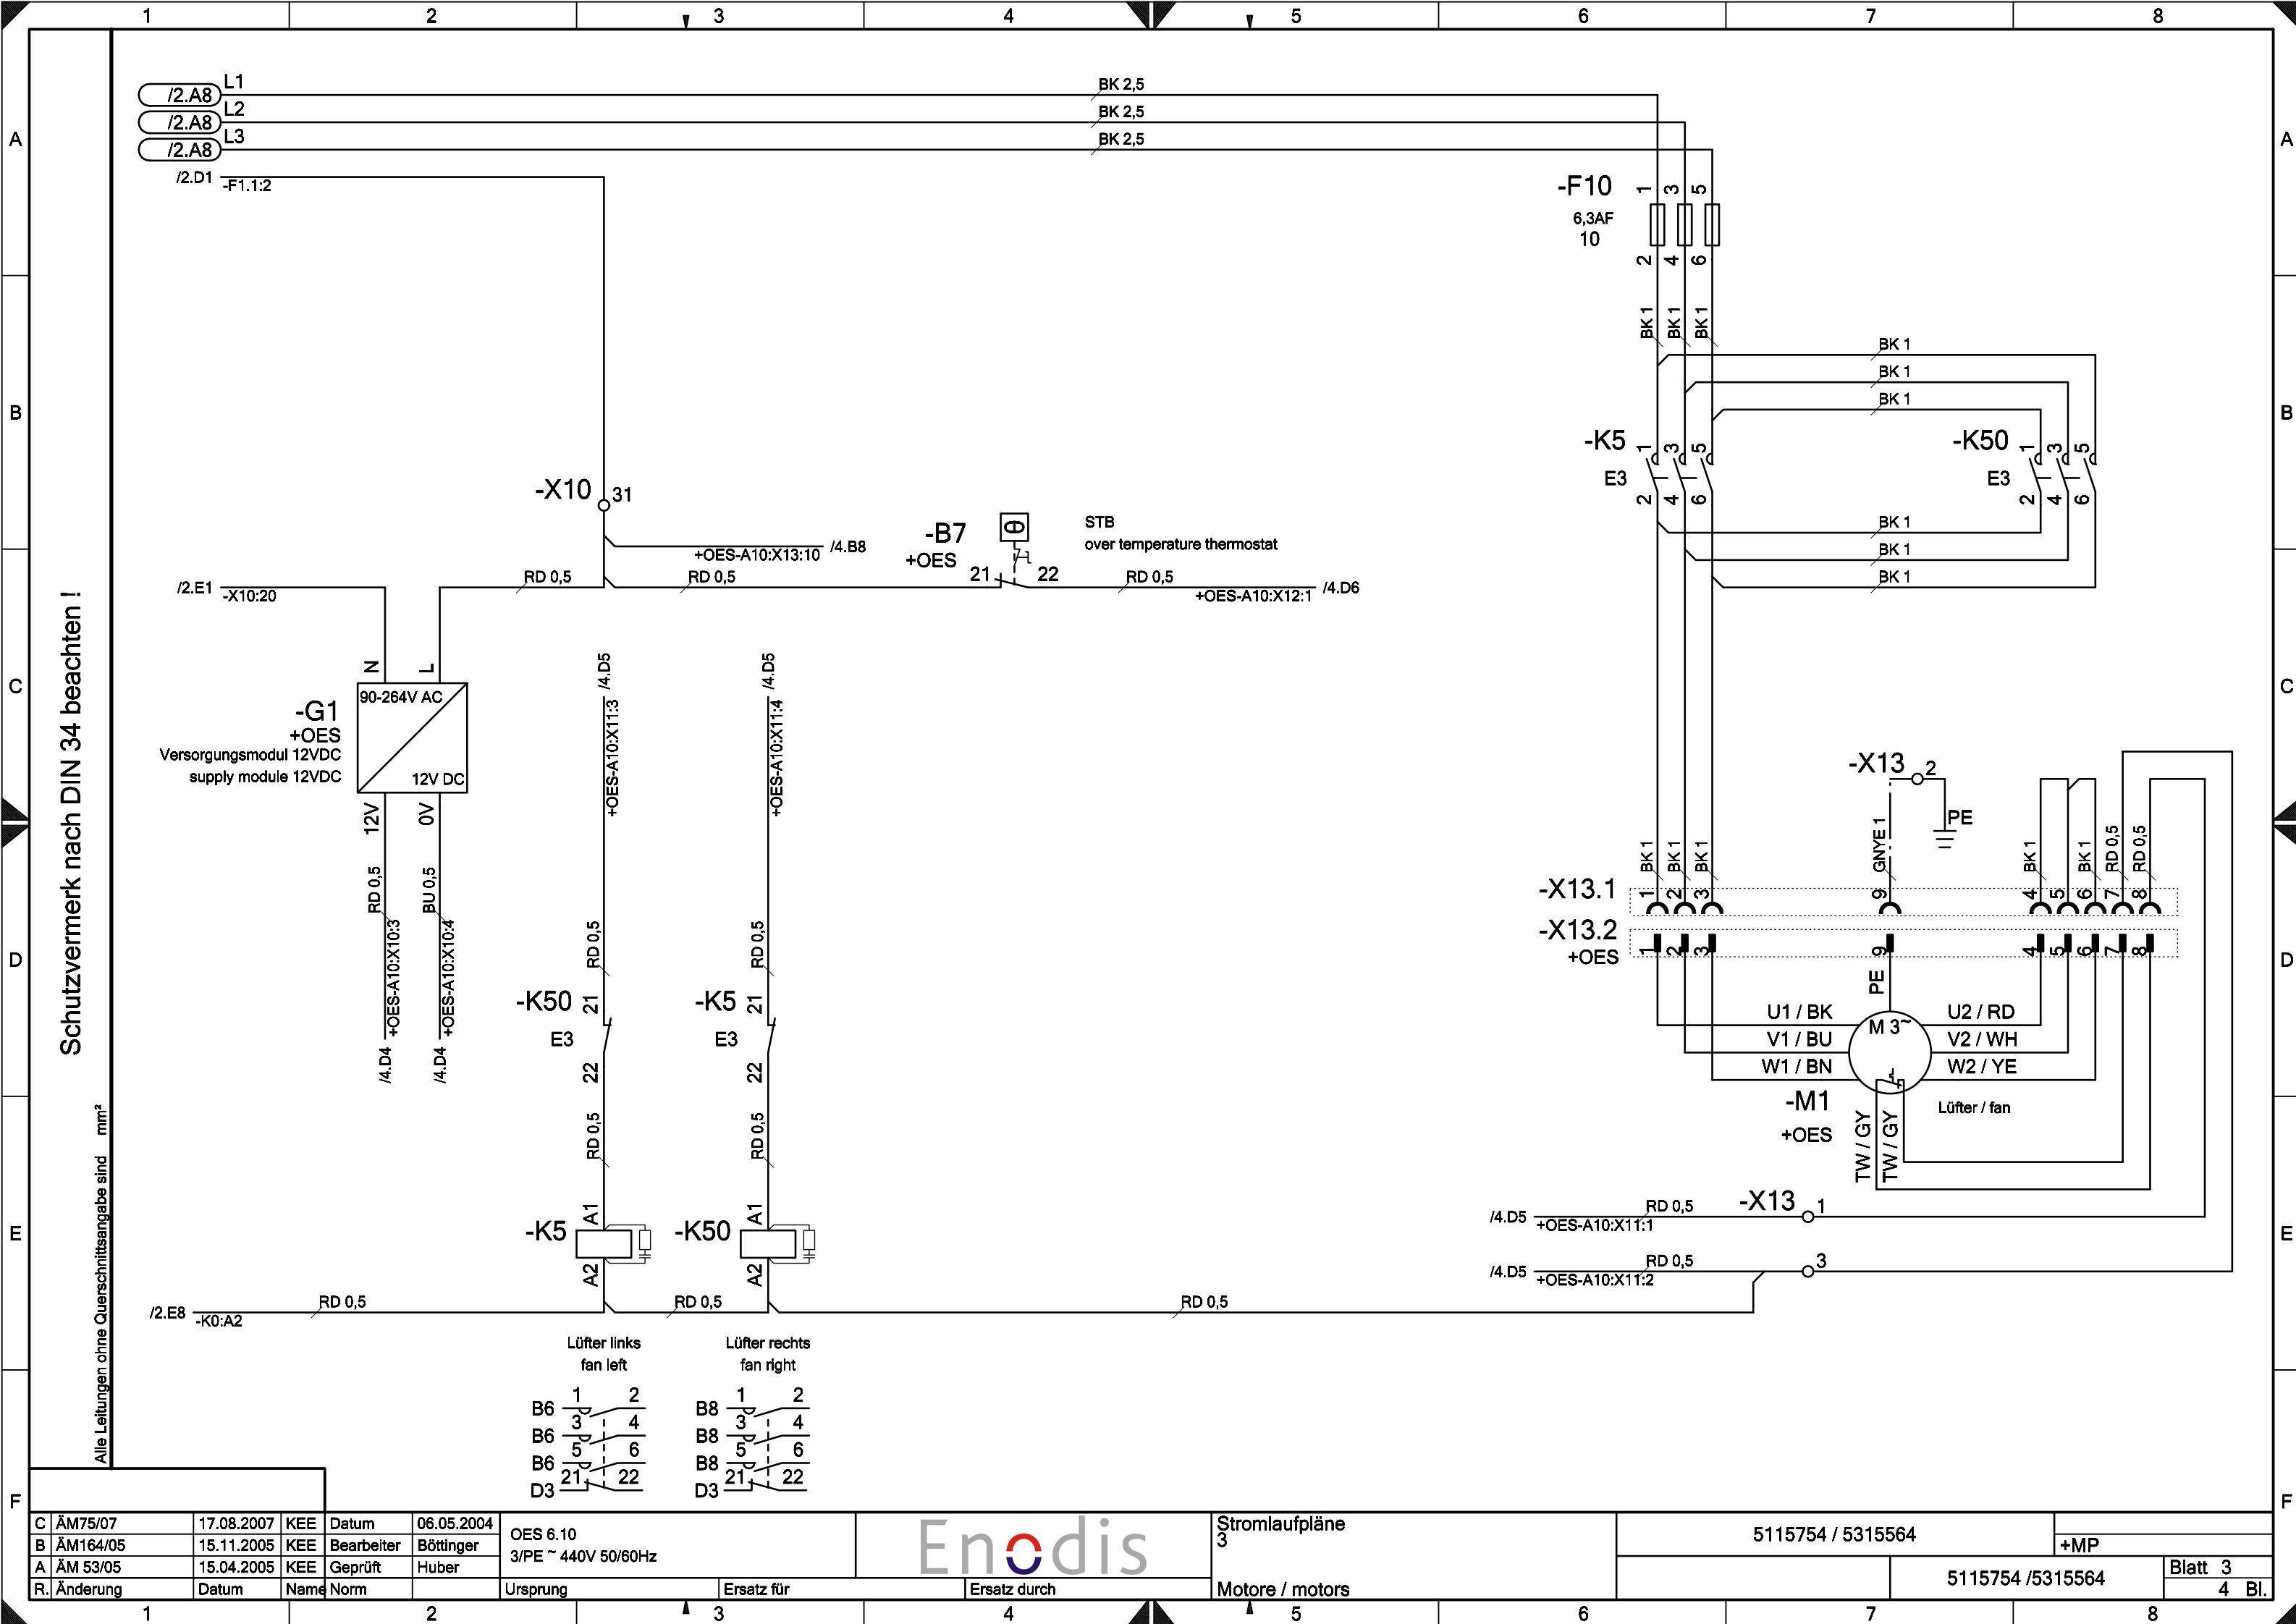 1 2 3 4 5 6 7 8
A
B
C
D
E
F
A
B
C
D
E
F
Schutzvermerk nach DIN 34 beachten !
Alle Leitungen ohne Querschnittsangabe sind mm²
/2.A8 L1 BK 2,5
/2.A8 L2 BK 2,5
/2.A8 L3 BK 2,5
/2.D1 -F1.1:2
-F10 1 3 5
6,3AF
10
2 4 6
BK 1 BK 1 BK 1
BK 1
BK 1
BK 1
-K5 1 3 5
E3
2 4 6
-K50 1 3 5
E3
2 4 6
BK 1
BK 1
BK 1
-X10 31
+OES-A10:X13:10 /4.B8
-B7
+OES
θ
21 22
STB
over temperature thermostat
/2.E1 -X10:20
RD 0,5
RD 0,5
RD 0,5
+OES-A10:X12:1 /4.D6
N L
90-264V AC
12V DC
-G1
+OES
Versorgungsmodul 12VDC
supply module 12VDC
12V 0V
RD 0,5 BU 0,5
+OES-A10:X10:3 +OES-A10:X10:4
/4.D4 /4.D4
/4.D5 /4.D5
+OES-A10:X11:3 +OES-A10:X11:4
RD 0,5 RD 0,5
-K50 21
E3
22
-K5 21
E3
22
RD 0,5 RD 0,5
-K5 A1
A2
-K50 A1
A2
/2.E8 -K0:A2
RD 0,5
RD 0,5
RD 0,5
-X13 2
PE
GNYE 1
BK 1 BK 1 BK 1
BK 1 BK 1 RD 0,5 RD 0,5
-X13.1 1 2 3 9 4 5 6 7 8
-X13.2 1 2 3 9 4 5 6 7 8
+OES
PE
U1 / BK M 3~ U2 / RD
V1 / BU V2 / WH
W1 / BN W2 / YE
-M1
+OES
Lüfter / fan
TW / GY TW / GY
/4.D5 +OES-A10:X11:1 RD 0,5 -X13 1
/4.D5 +OES-A10:X11:2 RD 0,5 3
Lüfter links
fan left
Lüfter rechts
fan right
B6 1 2
B6 3 4
B6 5 6
D3 21 22
B8 1 2
B8 3 4
B8 5 6
D3 21 22
C ÄM75/07 17.08.2007 KEE Datum 06.05.2004
B ÄM164/05 15.11.2005 KEE Bearbeiter Böttinger
A ÄM 53/05 15.04.2005 KEE Geprüft Huber
R. Änderung Datum Name Norm
OES 6.10
3/PE ~ 440V 50/60Hz
Ursprung Ersatz für Ersatz durch
Enodis
Stromlaufpläne
3
Motore / motors
5115754 / 5315564
+MP
5115754 /5315564
Blatt 3
4 Bl.
1 2 3 4 5 6 7 8